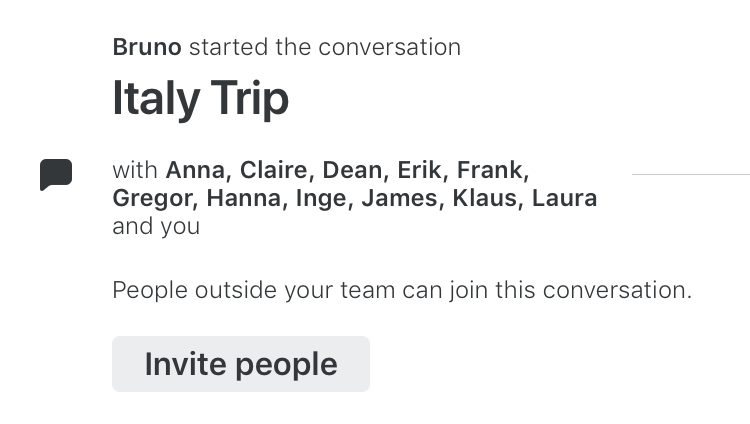 Bruno started the conversation
Italy Trip
with Anna, Claire, Dean, Erik, Frank,
Gregor, Hanna, Inge, James, Klaus, Laura
and you
People outside your team can join this conversation.
Invite people